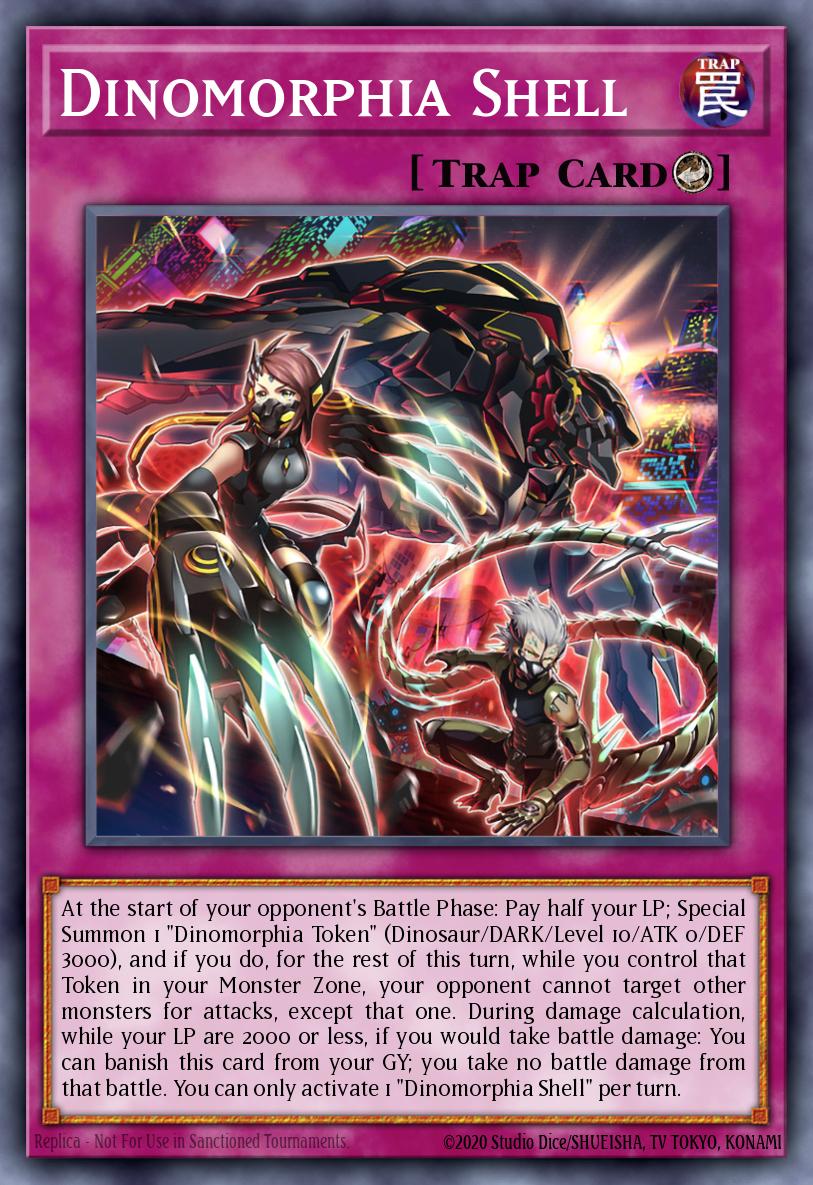 Dinomorphia Shell
TRAP
罠
[ Trap Card ]
At the start of your opponent's Battle Phase: Pay half your LP; Special
Summon 1 "Dinomorphia Token" (Dinosaur/DARK/Level 10/ATK 0/DEF
3000), and if you do, for the rest of this turn, while you control that
Token in your Monster Zone, your opponent cannot target other
monsters for attacks, except that one. During damage calculation,
while your LP are 2000 or less, if you would take battle damage: You
can banish this card from your GY; you take no battle damage from
that battle. You can only activate 1 "Dinomorphia Shell" per turn.
Replica - Not For Use in Sanctioned Tournaments.
©2020 Studio Dice/SHUEISHA, TV TOKYO, KONAMI